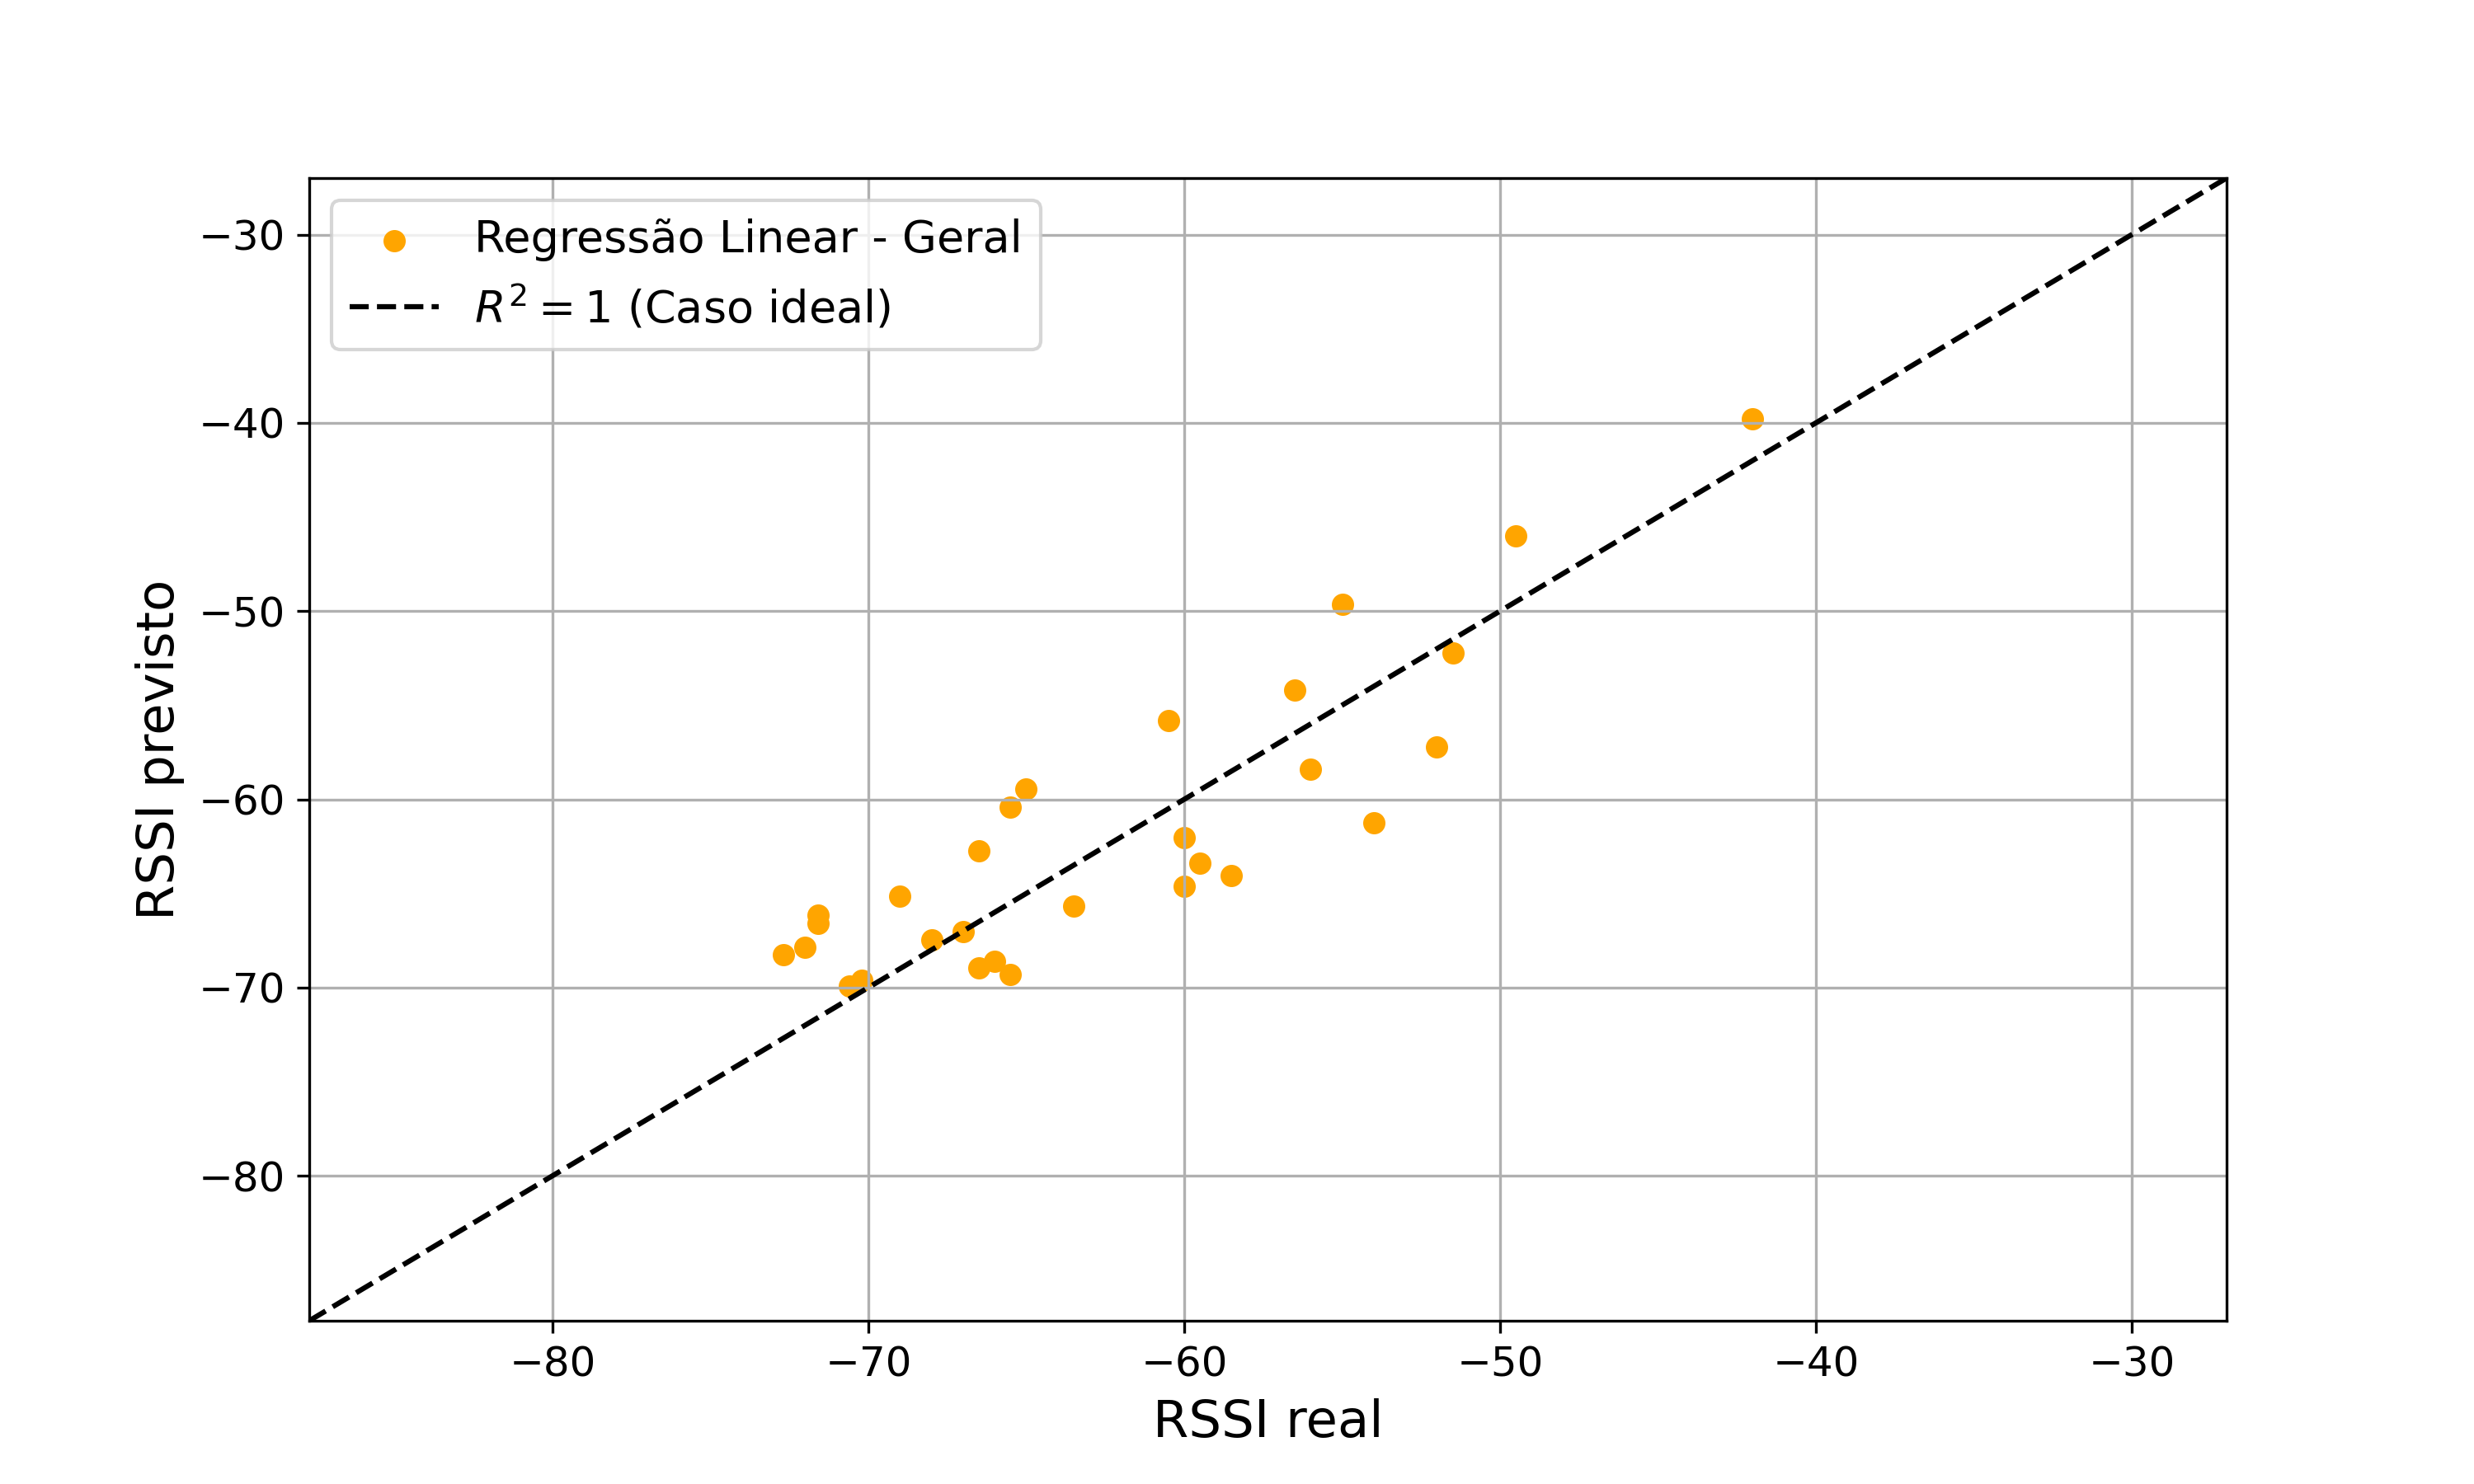 Regressão Linear - Geral
R² = 1 (Caso ideal)
RSSI previsto
−30
−40
−50
−60
−70
−80
−80 −70 −60 −50 −40 −30
RSSI real